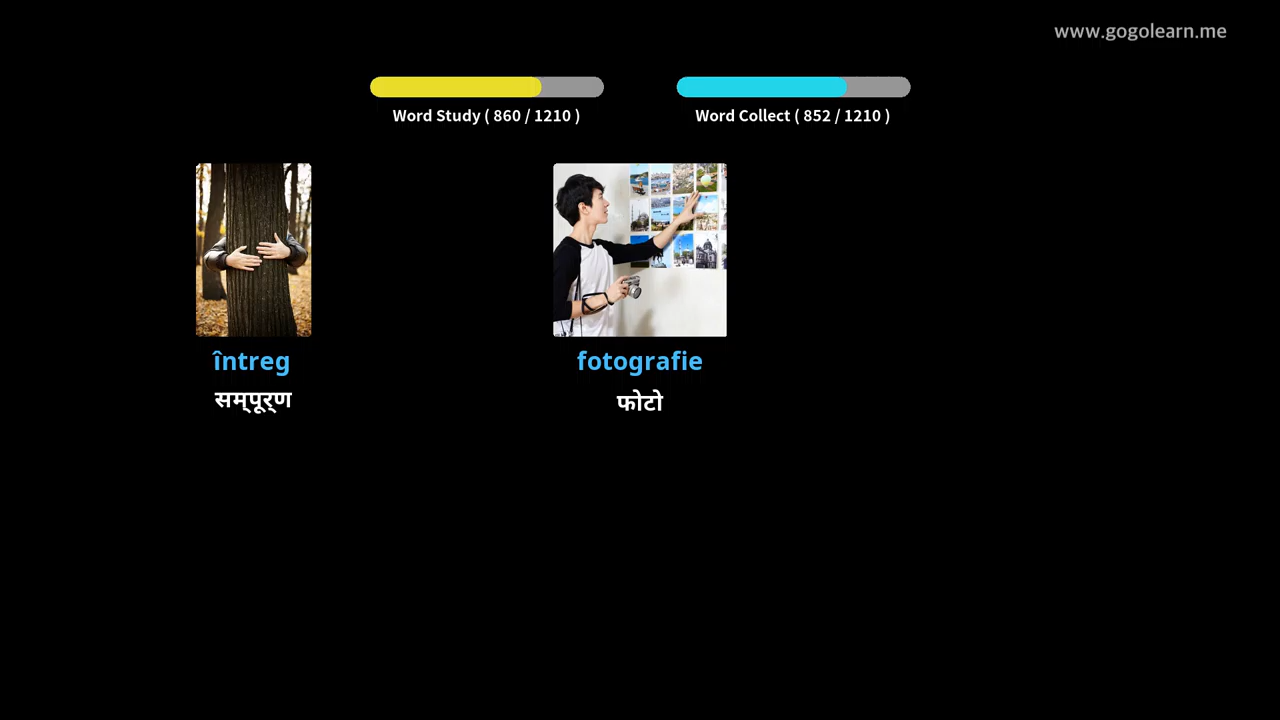 www.gogolearn.me
Word Study ( 860 / 1210 )
Word Collect ( 852 / 1210 )
întreg
सम्पूर्ण
fotografie
फोटो